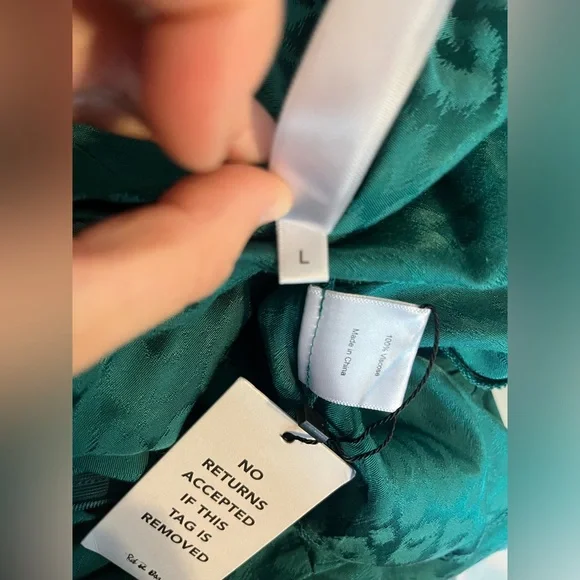 L
100% Viscose
Made in China
NO
RETURNS
ACCEPTED
IF THIS
TAG IS
REMOVED